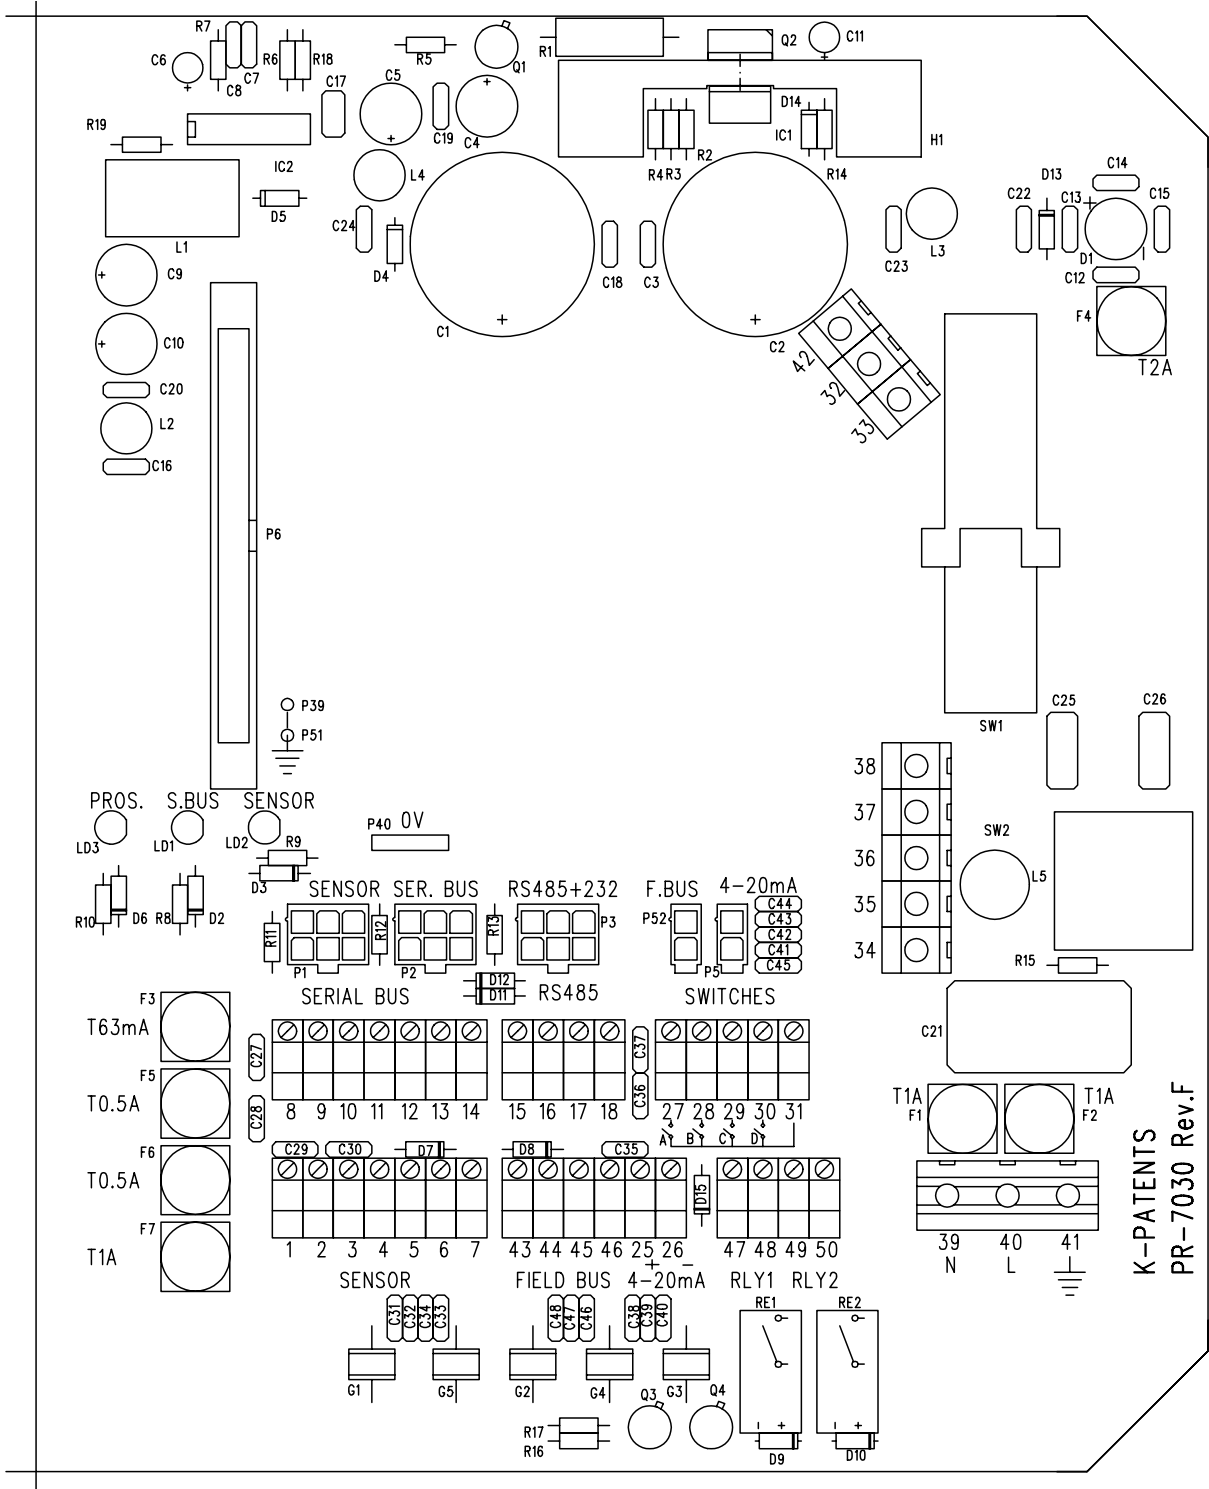 R7 C6 C8 C7 R6 R18 C17 C5 R5 Q1 R1 Q2 C11
R19 IC2 C19 C4 R4 R3 R2 D14 IC1 R14 H1
L1 D5 L4 C24 D4 C1 C18 C3 C2 C23 L3
D13 C22 C13 C14 C15 D1 C12 F4
T2A
C9
C10
C20
L2
C16
42
32
33
P6
P39
P51
SW1 C25 C26
PROS. S.BUS SENSOR
LD3 LD1 LD2
R9
D3
R10 D6 R8 D2
P40 0V
38
37
36
35
34
SW2
L5
R15
C21
SENSOR SER. BUS RS485+232 F.BUS 4-20mA
R11 P1 R12 P2 R13 P3 P52 P5
C44
C43
C42
C41
C45
D12
D11
SERIAL BUS RS485 SWITCHES
F3
T63mA
F5
T0.5A
F6
T0.5A
F7
T1A
C27
C28
C37
C36
8 9 10 11 12 13 14 15 16 17 18 27 28 29 30 31
A B C D
C29 C30 D7 D8 C35 D15
1 2 3 4 5 6 7 43 44 45 46 25 26 47 48 49 50
+ -
SENSOR FIELD BUS 4-20mA RLY1 RLY2
C31 C32 C34 C33 C48 C47 C46 C38 C39 C40
RE1 RE2
G1 G5 G2 G4 G3
Q3 Q4
R17
R16
- + - +
D9 D10
T1A T1A
F1 F2
39 40 41
N L
K-PATENTS
PR-7030 Rev.F